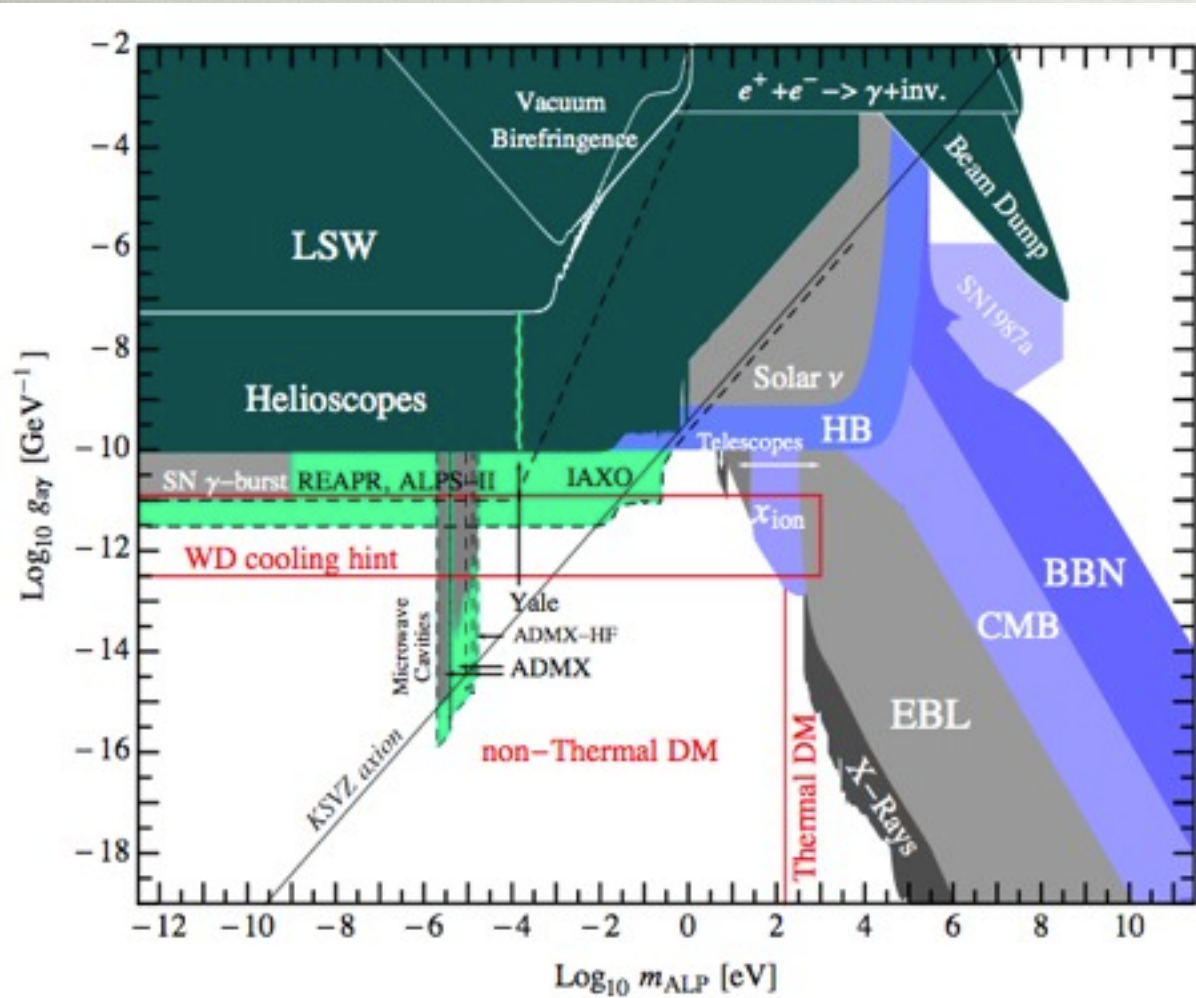 −2
−4
−6
−8
−10
−12
−14
−16
−18
Log₁₀ gaγ [GeV⁻¹]
Vacuum
Birefringence
e⁺+e⁻−> γ+inv.
Beam Dump
LSW
SN1987a
Helioscopes
Solar ν
HB
Telescopes
SN γ−burst
REAPR, ALPS−II
IAXO
xion
WD cooling hint
BBN
Yale
CMB
Microwave
Cavities
ADMX−HF
ADMX
EBL
non−Thermal DM
Thermal DM
X−Rays
KSVZ axion
−12 −10 −8 −6 −4 −2 0 2 4 6 8 10
Log₁₀ mALP [eV]